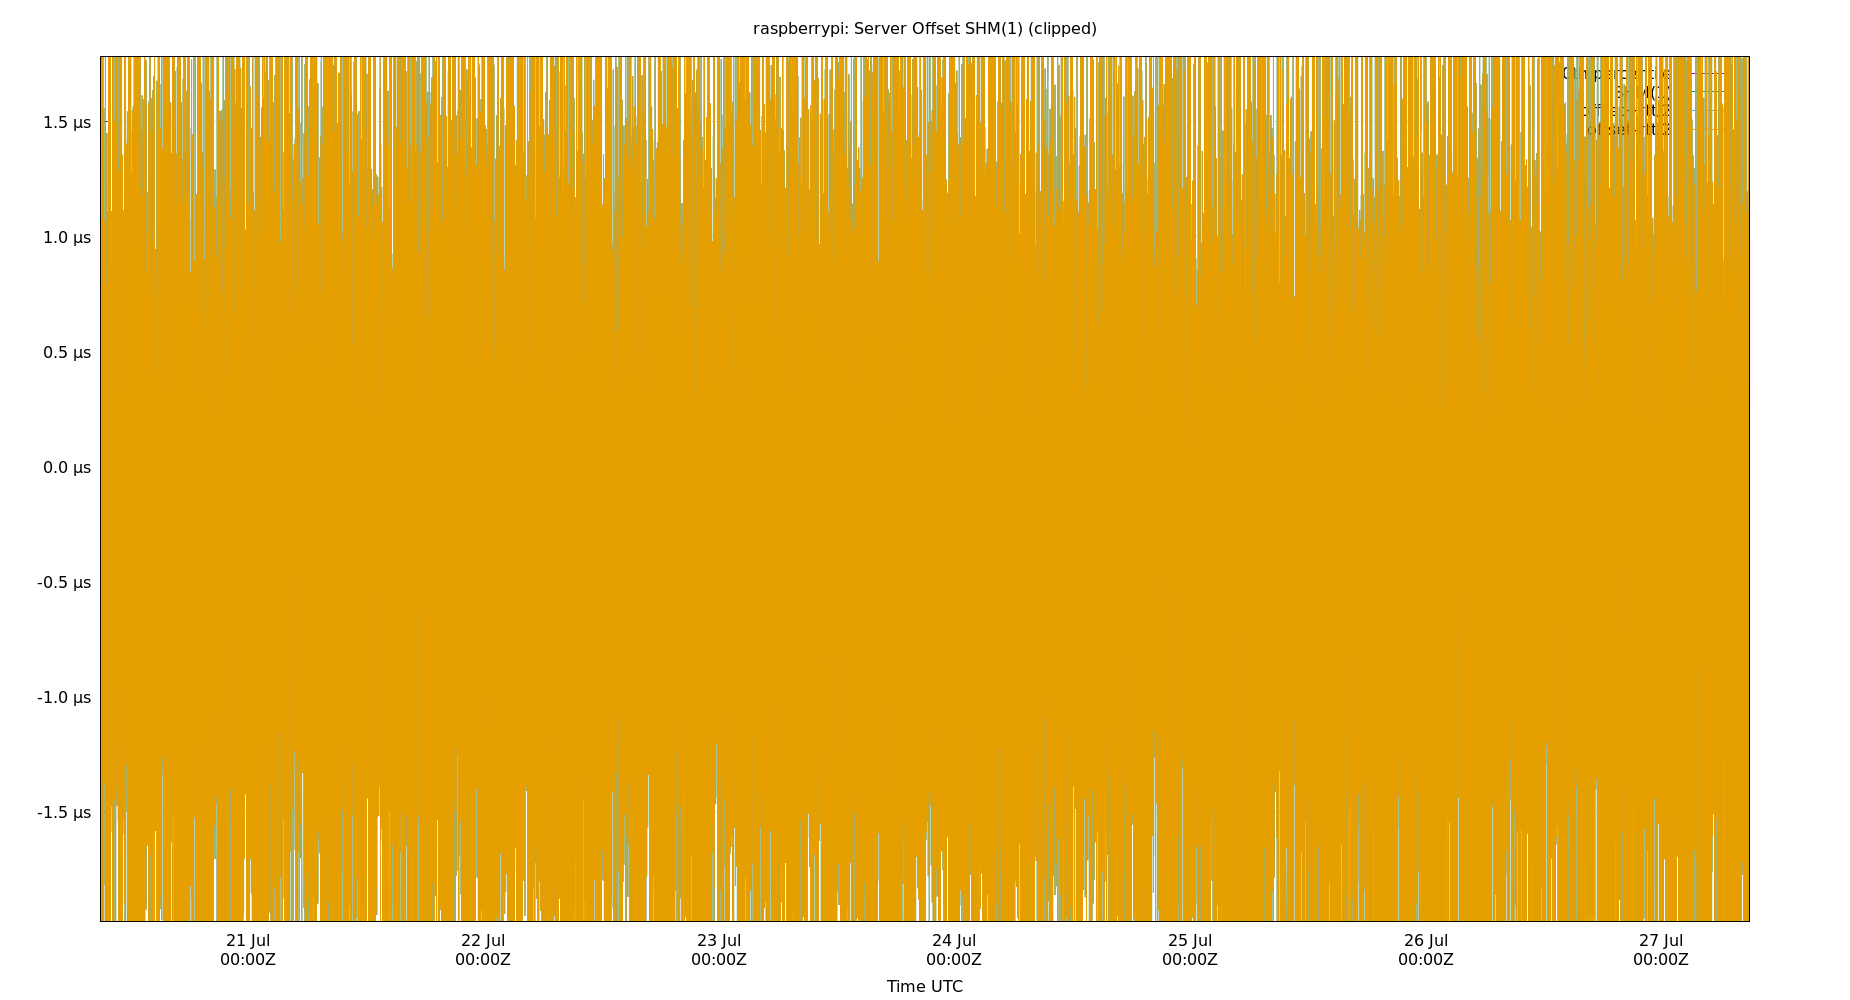 raspberrypi: Server Offset SHM(1) (clipped)
1.5 µs
1.0 µs
0.5 µs
0.0 µs
-0.5 µs
-1.0 µs
-1.5 µs
SHM(1)
21 Jul 22 Jul 23 Jul 24 Jul 25 Jul 26 Jul 27 Jul
00:00Z 00:00Z 00:00Z 00:00Z 00:00Z 00:00Z 00:00Z
Time UTC